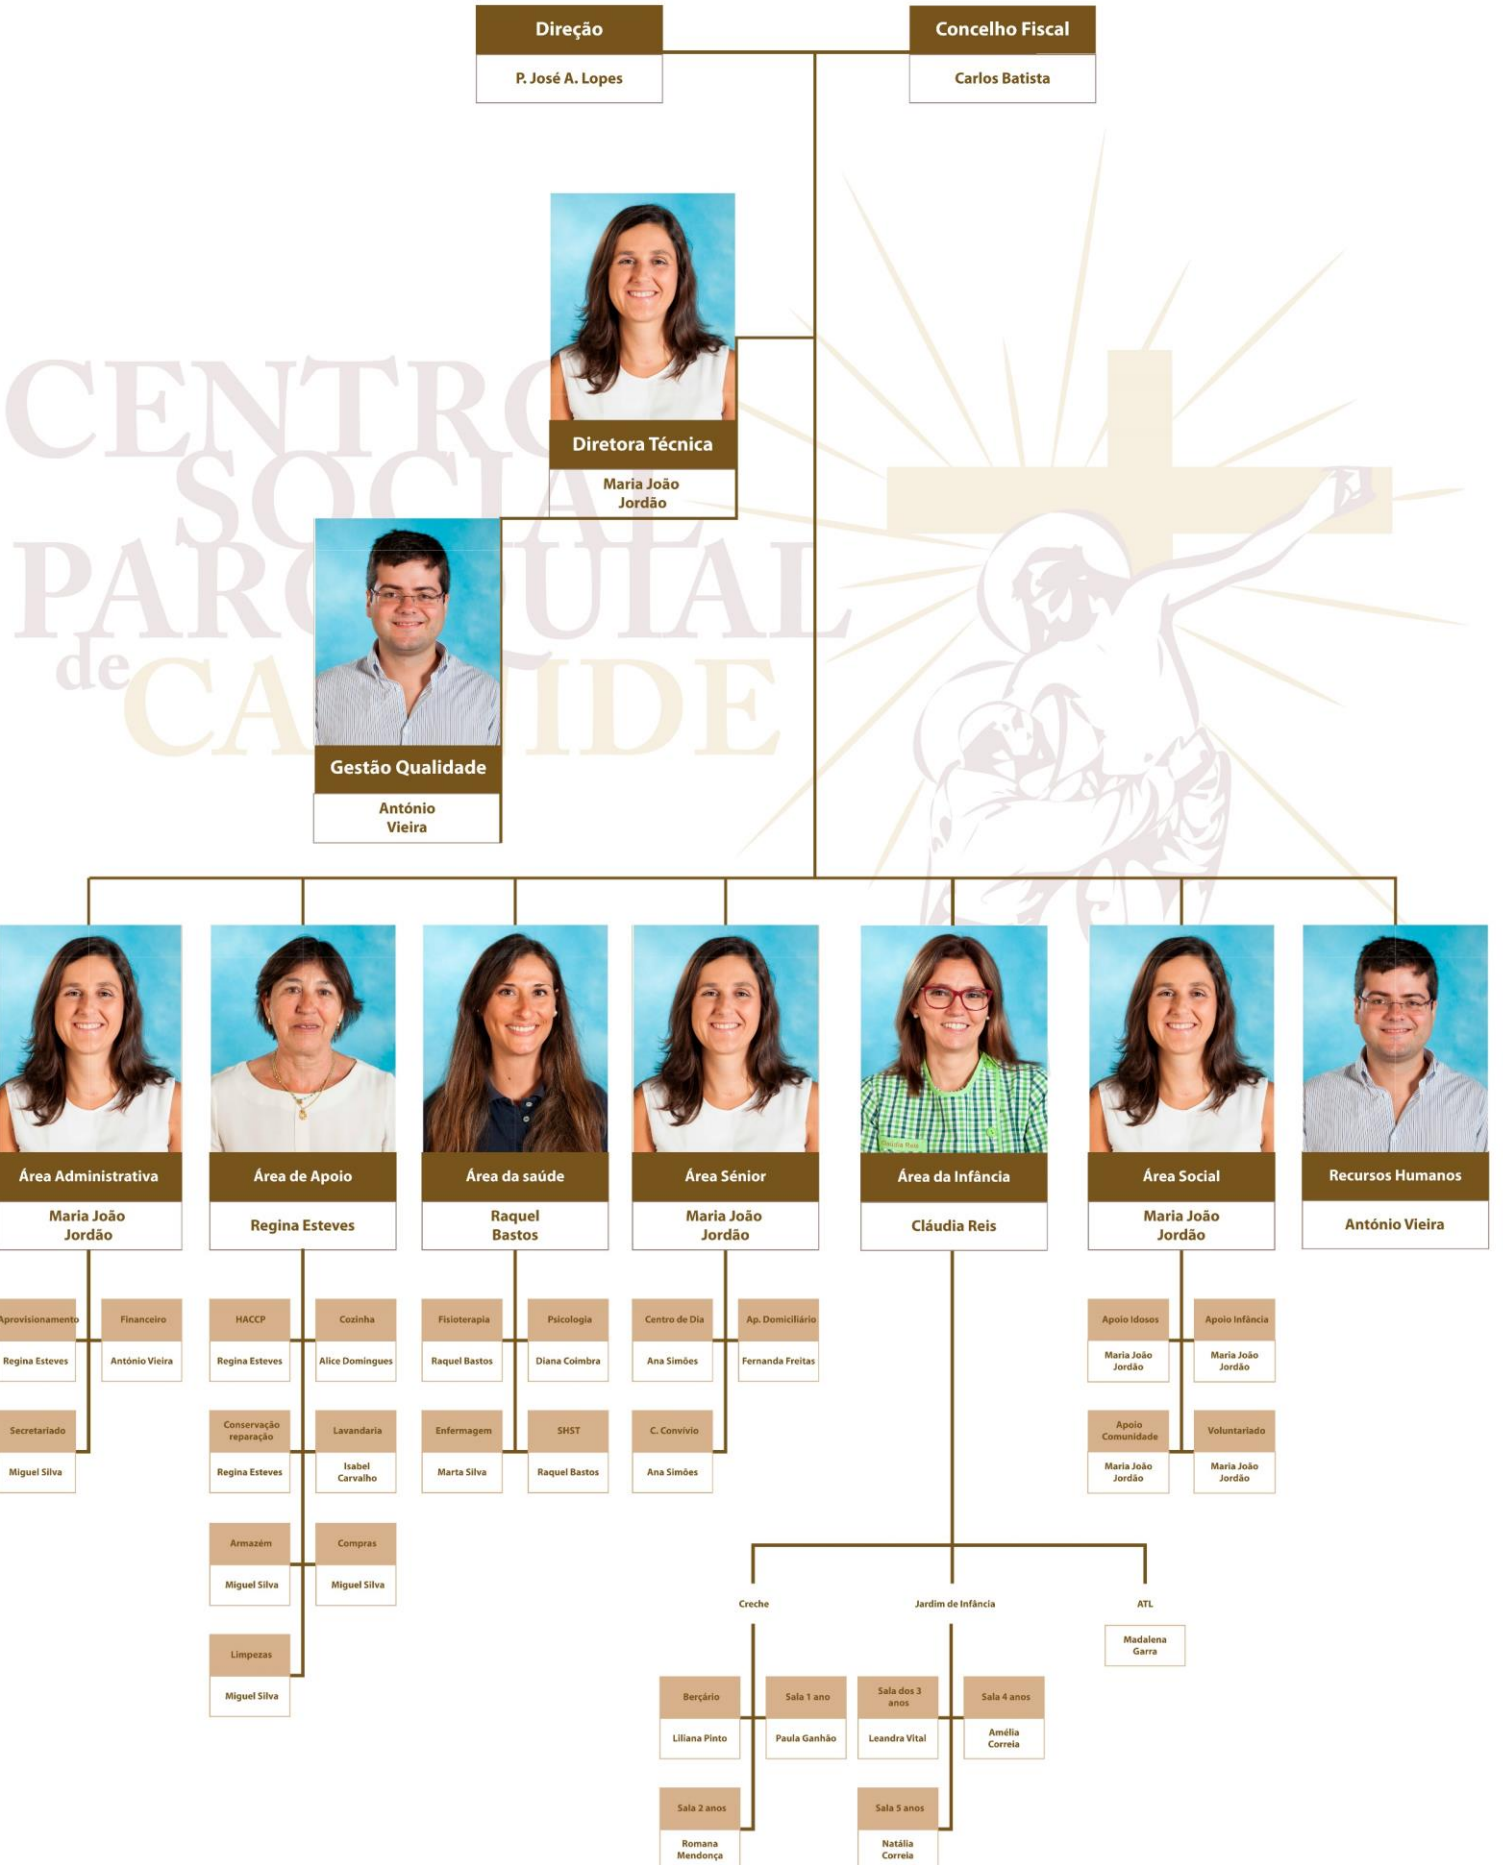 Direção
Concelho Fiscal
P. José A. Lopes
Carlos Batista
CENTRO
SOCIAL
PAROQUIAL
de
Diretora Técnica
Maria João
Jordão
Gestão Qualidade
António
Vieira
Área Administrativa
Maria João
Jordão
Área de Apoio
Regina Esteves
Área da saúde
Raquel
Bastos
Área Sénior
Maria João
Jordão
Área da Infância
Cláudia Reis
Cláudia Reis
Área Social
Maria João
Jordão
Recursos Humanos
António Vieira
Aprovisionamento
Regina Esteves
Financeiro
António Vieira
Secretariado
Miguel Silva
HACCP
Regina Esteves
Cozinha
Alice Domingues
Conservação
reparação
Regina Esteves
Lavandaria
Isabel
Carvalho
Armazém
Miguel Silva
Compras
Miguel Silva
Limpezas
Miguel Silva
Fisioterapia
Raquel Bastos
Psicologia
Diana Coimbra
Enfermagem
Marta Silva
SHST
Raquel Bastos
Centro de Dia
Ana Simões
Ap. Domiciliário
Fernanda Freitas
C. Convívio
Ana Simões
Apoio Idosos
Maria João
Jordão
Apoio Infância
Maria João
Jordão
Apoio
Comunidade
Maria João
Jordão
Voluntariado
Maria João
Jordão
Creche
Jardim de Infância
ATL
Madalena
Garra
Berçário
Liliana Pinto
Sala 1 ano
Paula Ganhão
Sala 2 anos
Romana
Mendonça
Sala dos 3
anos
Leandra Vital
Sala 4 anos
Amélia
Correia
Sala 5 anos
Natália
Correia